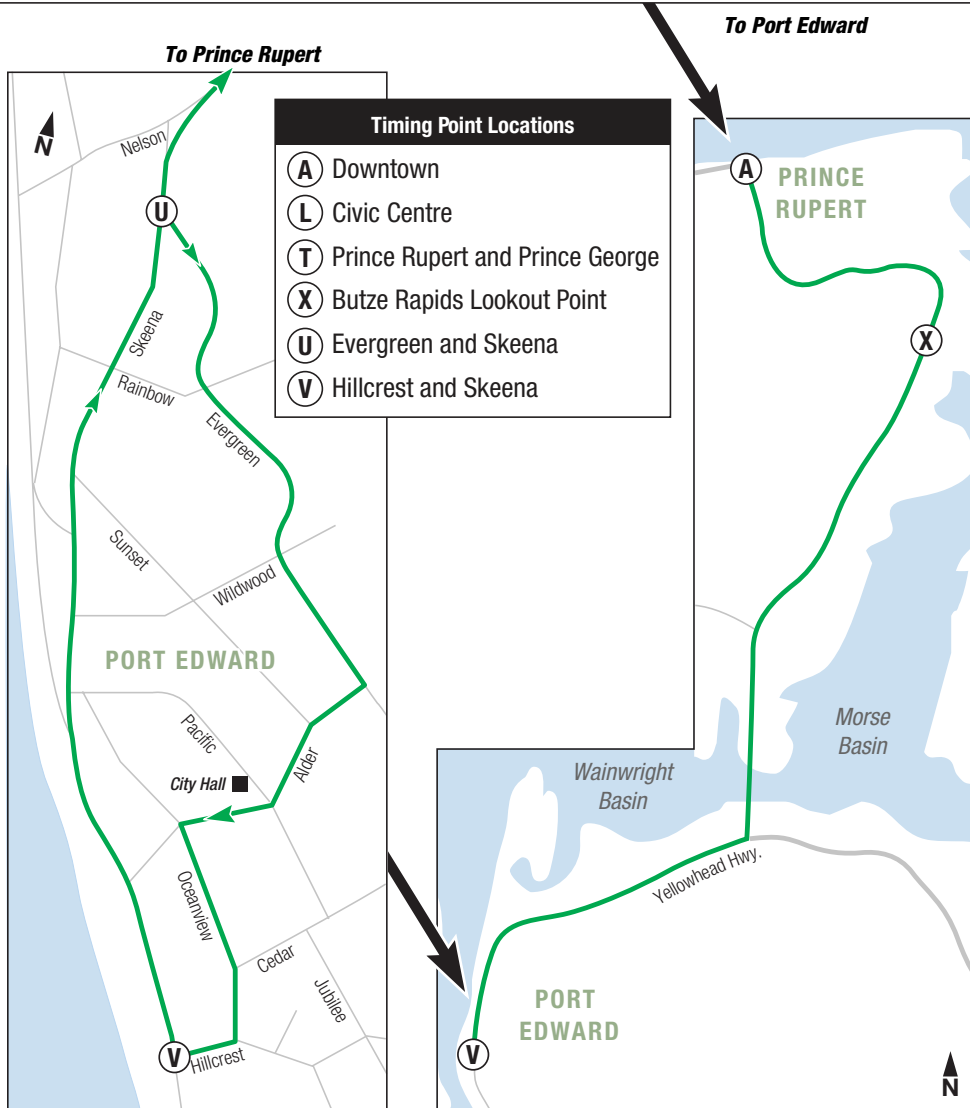 To Port Edward
To Prince Rupert
N
Nelson
U
Skeena
Rainbow
Evergreen
Sunset
Wildwood
PORT EDWARD
Pacific
City Hall
Alder
Oceanview
Cedar
Jubilee
V
Hillcrest
Timing Point Locations
A Downtown
L Civic Centre
T Prince Rupert and Prince George
X Butze Rapids Lookout Point
U Evergreen and Skeena
V Hillcrest and Skeena
A
PRINCE
RUPERT
X
Morse
Basin
Wainwright
Basin
Yellowhead Hwy.
PORT
EDWARD
V
N